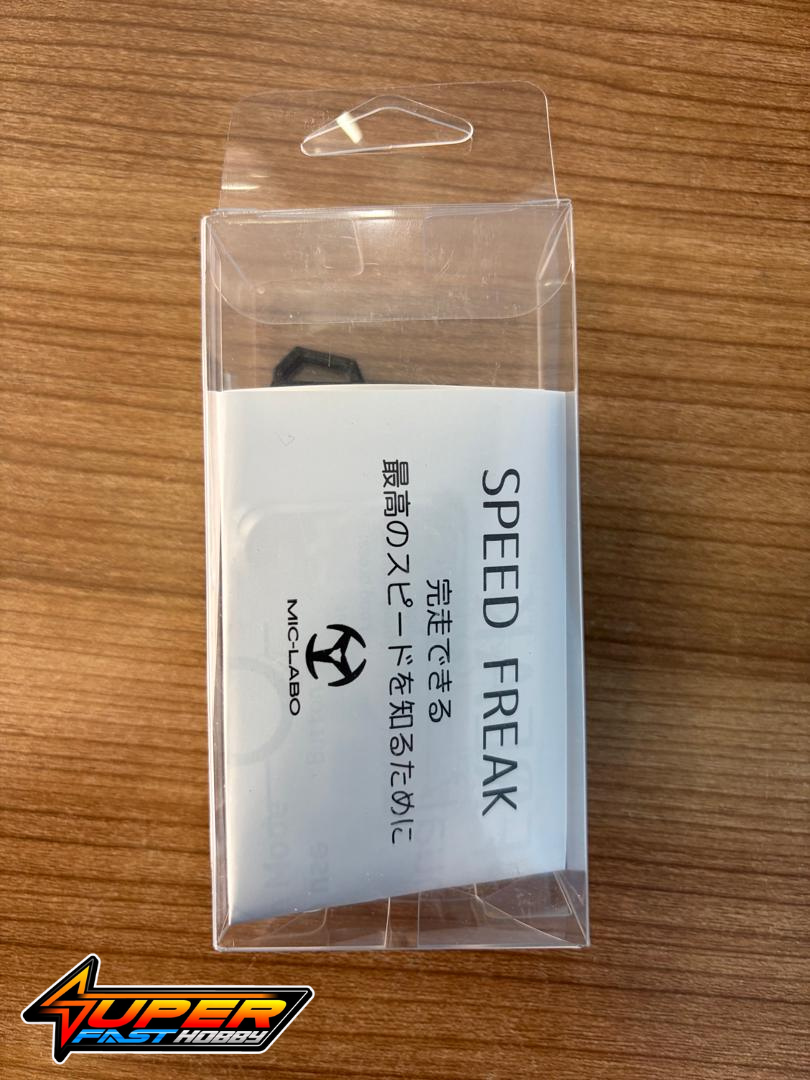 SPEED FREAK
完走できる
最高のスピードを知るために
MIC-LABO
SUPER
FAST HOBBY